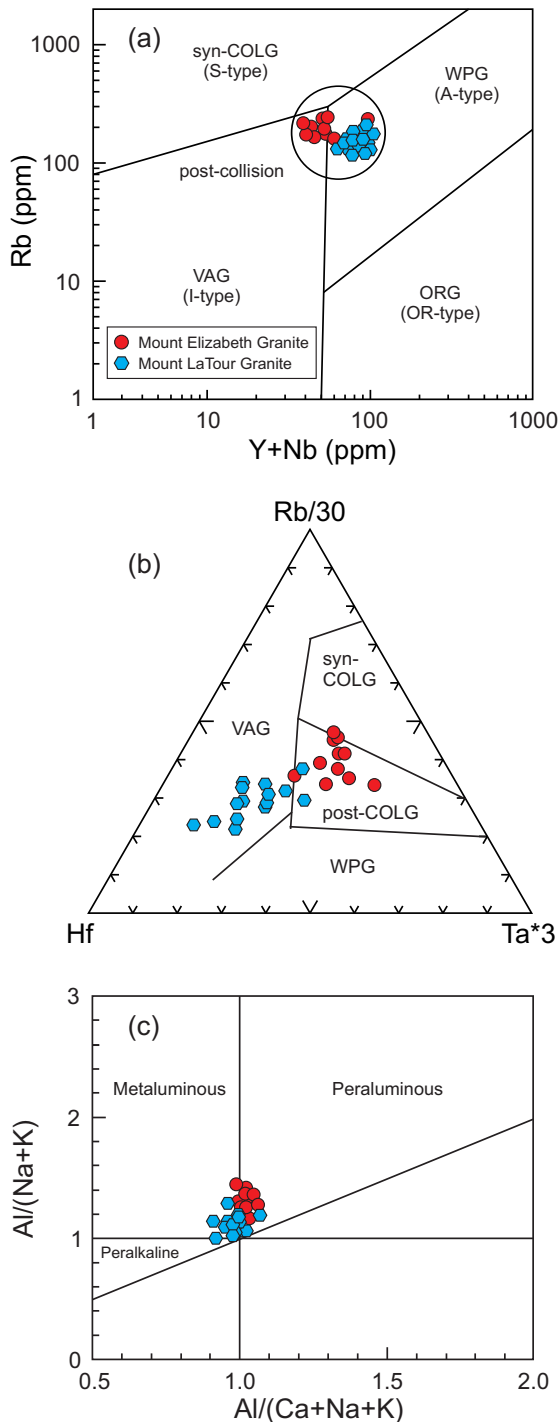 (a)
syn-COLG
(S-type)
WPG
(A-type)
post-collision
VAG
(I-type)
ORG
(OR-type)
Mount Elizabeth Granite
Mount LaTour Granite
1000
100
10
1
Rb (ppm)
1 10 100 1000
Y+Nb (ppm)
Rb/30
(b)
syn-
COLG
VAG
post-COLG
WPG
Hf Ta*3
(c)
3
Metaluminous Peraluminous
2
1
Peralkaline
0
Al/(Na+K)
0.5 1.0 1.5 2.0
Al/(Ca+Na+K)